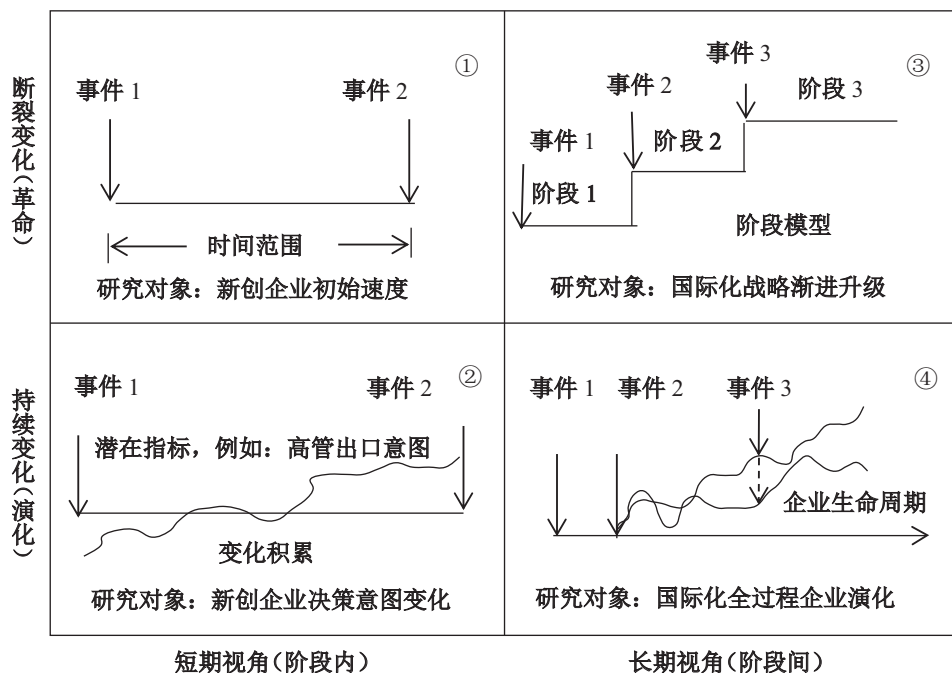 断裂变化(革命)
①
事件 1
事件 2
时间范围
研究对象：新创企业初始速度
③
事件 3
事件 2
阶段 3
事件 1
阶段 2
阶段 1
阶段模型
研究对象：国际化战略渐进升级
持续变化(演化)
②
事件 1
事件 2
潜在指标，例如：高管出口意图
变化积累
研究对象：新创企业决策意图变化
④
事件 1
事件 2
事件 3
企业生命周期
研究对象：国际化全过程企业演化
短期视角(阶段内)
长期视角(阶段间)